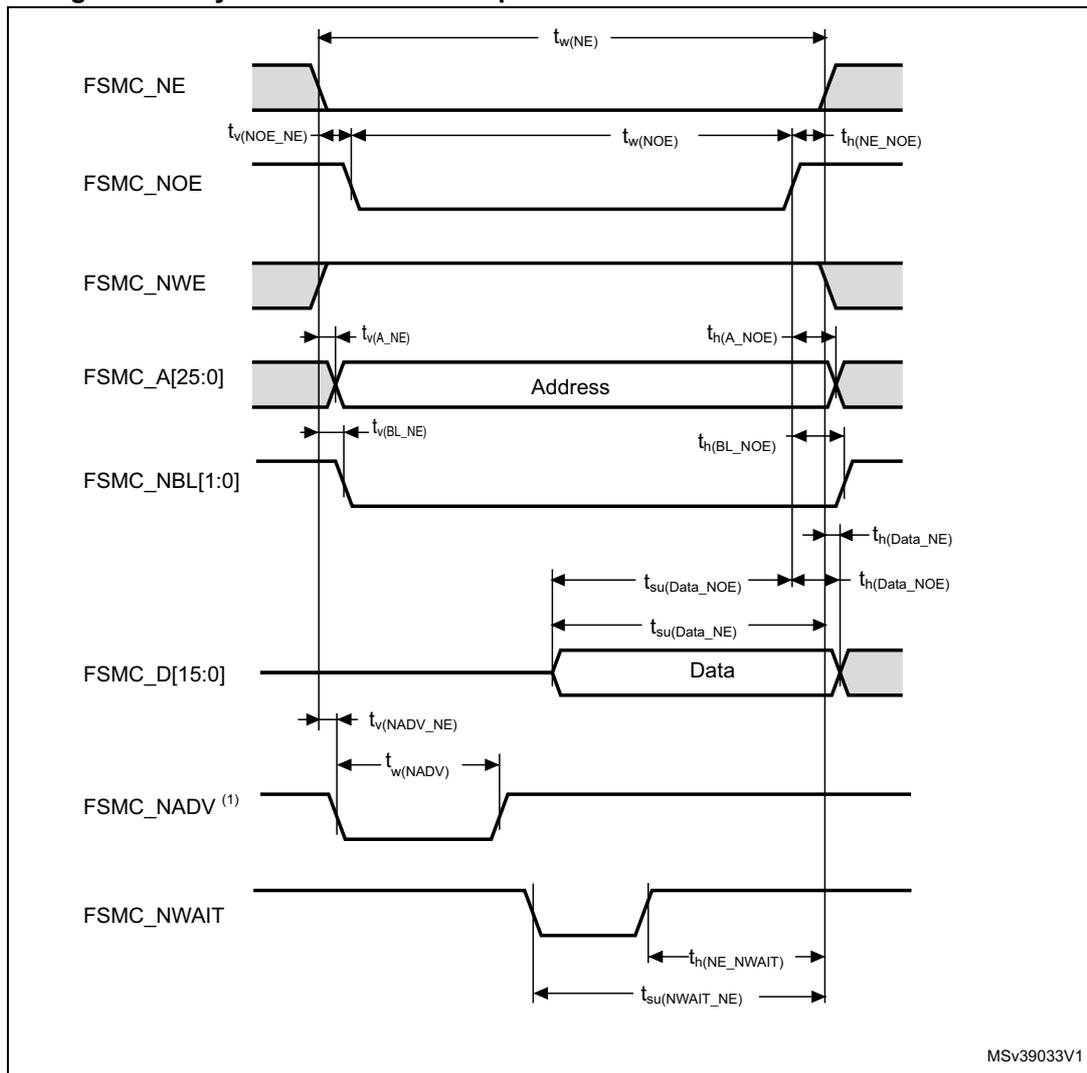 tw(NE)
FSMC_NE
tv(NOE_NE)
tw(NOE)
th(NE_NOE)
FSMC_NOE
FSMC_NWE
tv(A_NE)
th(A_NOE)
FSMC_A[25:0]
Address
tv(BL_NE)
th(BL_NOE)
FSMC_NBL[1:0]
th(Data_NE)
tsu(Data_NOE)
th(Data_NOE)
tsu(Data_NE)
FSMC_D[15:0]
Data
tv(NADV_NE)
tw(NADV)
FSMC_NADV (1)
FSMC_NWAIT
th(NE_NWAIT)
tsu(NWAIT_NE)
MSv39033V1